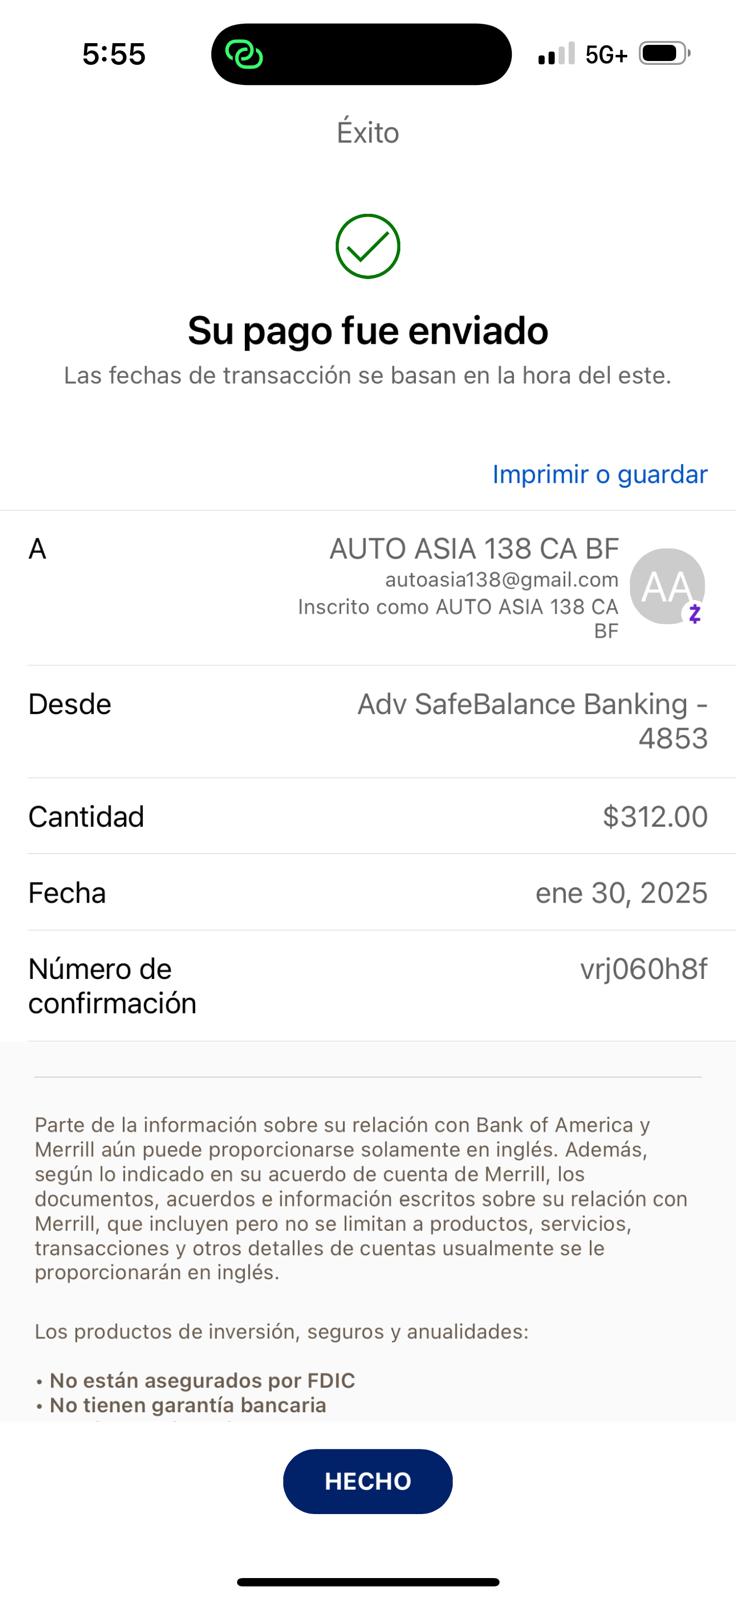 5:55
5G+
Éxito
Su pago fue enviado
Las fechas de transacción se basan en la hora del este.
Imprimir o guardar
A
AUTO ASIA 138 CA BF
autoasia138@gmail.com
Inscrito como AUTO ASIA 138 CA
BF
AA
Desde
Adv SafeBalance Banking -
4853
Cantidad
$312.00
Fecha
ene 30, 2025
Número de
confirmación
vrj060h8f
Parte de la información sobre su relación con Bank of America y
Merrill aún puede proporcionarse solamente en inglés. Además,
según lo indicado en su acuerdo de cuenta de Merrill, los
documentos, acuerdos e información escritos sobre su relación con
Merrill, que incluyen pero no se limitan a productos, servicios,
transacciones y otros detalles de cuentas usualmente se le
proporcionarán en inglés.
Los productos de inversión, seguros y anualidades:
• No están asegurados por FDIC
• No tienen garantía bancaria
HECHO